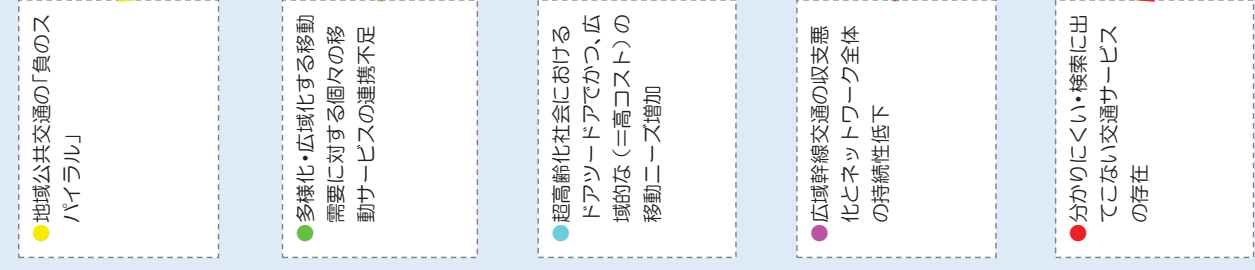 ●地域公共交通の「負のス
パイラル」
●多様化・広域化する移動
需要に対する個々の移
動サービスの連携不足
●超高齢化社会における
ドアツードアでかつ、広
域的な（＝高コスト）の
移動ニーズ増加
●広域幹線交通の収支悪
化とネットワーク全体
の持続性低下
●分かりにくい・検索に出
てこない交通サービス
の存在